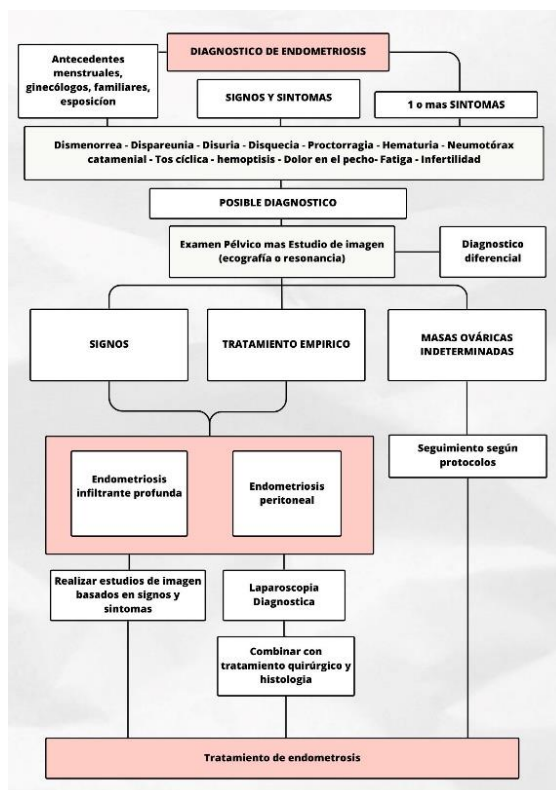 DIAGNOSTICO DE ENDOMETRIOSIS
Antecedentes
menstruales,
ginecólogos, familiares,
esposicíon
SIGNOS Y SINTOMAS
1 o mas SINTOMAS
Dismenorrea - Dispareunia - Disuria - Disquecia - Proctorragia - Hematuria - Neumotórax
catamenial - Tos cíclica - hemoptisis - Dolor en el pecho- Fatiga - Infertilidad
POSIBLE DIAGNOSTICO
Examen Pélvico mas Estudio de imagen
(ecografía o resonancia)
Diagnostico
diferencial
SIGNOS
TRATAMIENTO EMPIRICO
MASAS OVÁRICAS
INDETERMINADAS
Endometriosis
infiltrante profunda
Endometriosis
peritoneal
Seguimiento según
protocolos
Realizar estudios de imagen
basados en signos y
sintomas
Laparoscopia
Diagnostica
Combinar con
tratamiento quirúrgico y
histologia
Tratamiento de endometrosis